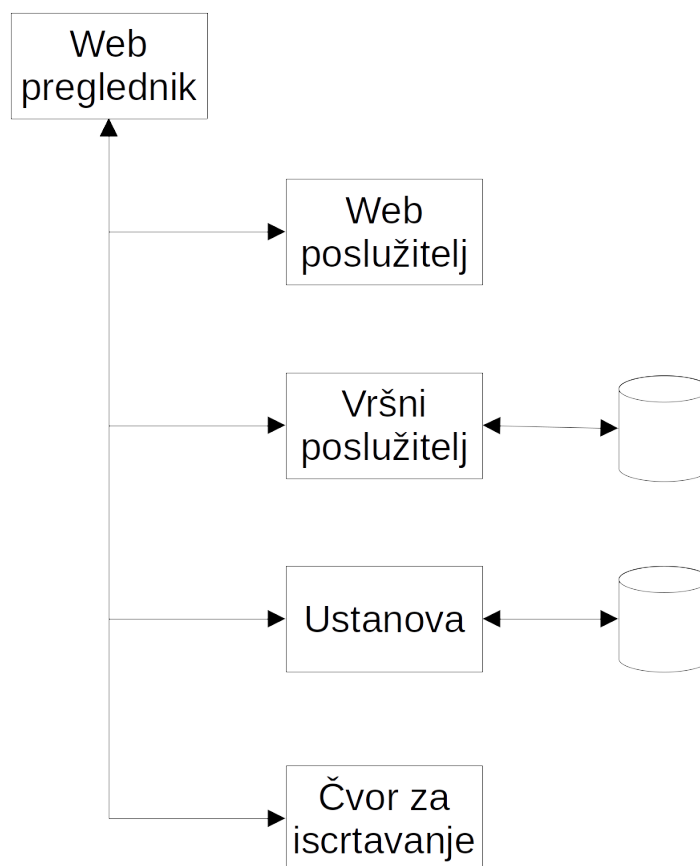 Web
preglednik
Web
poslužitelj
Vršni
poslužitelj
Ustanova
Čvor za
iscrtavanje